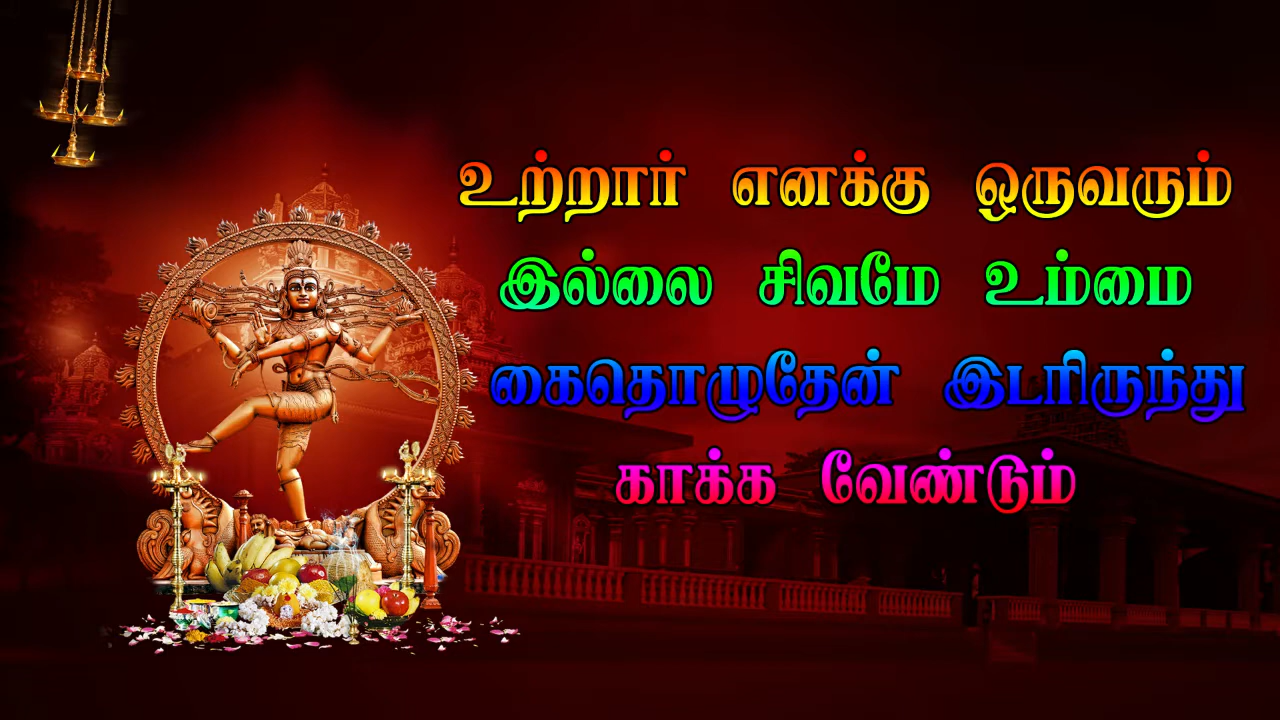 உற்றார் எனக்கு ஒருவரும்
இல்லை சிவமே உம்மை
கைதொழுதேன் இடரிருந்து
காக்க வேண்டும்